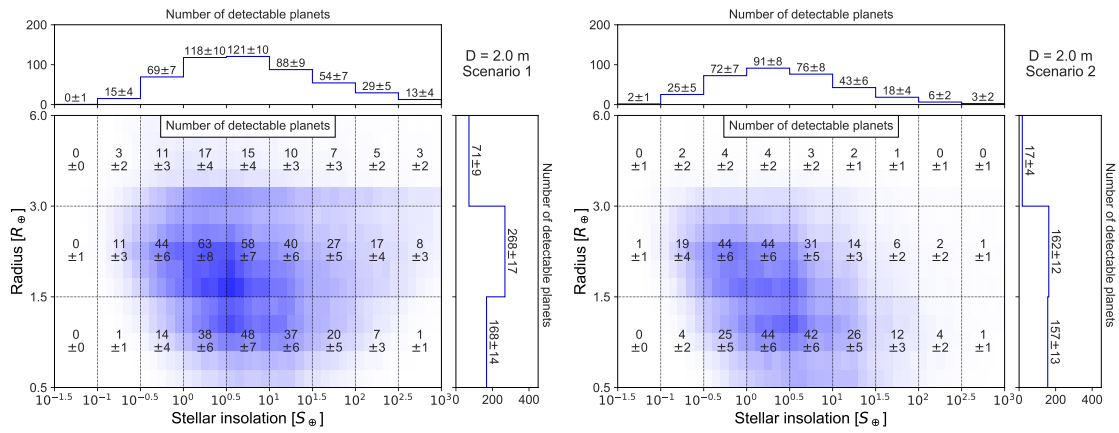 Number of detectable planets
200
100
0
0±1
15±4
69±7
118±10
121±10
88±9
54±7
29±5
13±4
D = 2.0 m
Scenario 1
Number of detectable planets
6.0
3.0
1.5
0.5
Radius [R⊕]
0 3 11 17 15 10 7 5 3
±0 ±2 ±3 ±4 ±4 ±3 ±3 ±2 ±2
0 11 44 63 58 40 27 17 8
±1 ±3 ±6 ±8 ±7 ±6 ±5 ±4 ±3
0 1 14 38 48 37 20 7 1
±0 ±1 ±4 ±6 ±7 ±6 ±5 ±3 ±1
10^−1.5 10^−1 10^−0.5 10^0 10^0.5 10^1 10^1.5 10^2 10^2.5 10^3
Stellar insolation [S⊕]
71±9
268±17
168±14
200 400
Number of detectable planets
Number of detectable planets
200
100
0
2±1
25±5
72±7
91±8
76±8
43±6
18±4
6±2
3±2
D = 2.0 m
Scenario 2
Number of detectable planets
6.0
3.0
1.5
0.5
Radius [R⊕]
0 2 4 4 3 2 1 0 0
±1 ±2 ±2 ±2 ±2 ±1 ±1 ±1 ±1
1 19 44 44 31 14 6 2 1
±1 ±4 ±6 ±6 ±5 ±3 ±2 ±2 ±1
0 4 25 44 42 26 12 4 1
±0 ±2 ±5 ±6 ±6 ±5 ±3 ±2 ±1
10^−1.5 10^−1 10^−0.5 10^0 10^0.5 10^1 10^1.5 10^2 10^2.5 10^3
Stellar insolation [S⊕]
17±4
162±12
157±13
0 200 400
Number of detectable planets